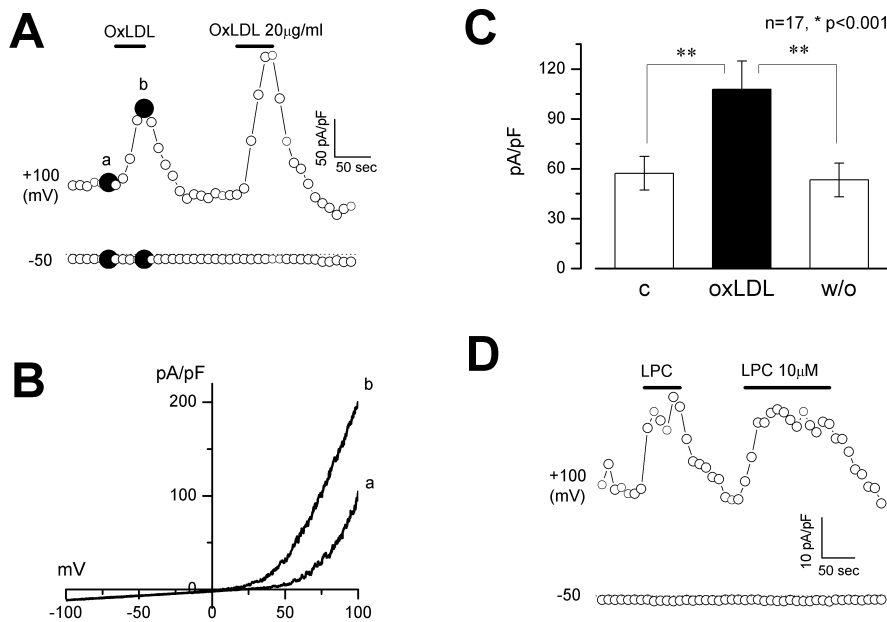 A
OxLDL
OxLDL 20μg/ml
b
a
50 pA/pF
50 sec
+100
(mV)
-50
B
pA/pF
b
200
a
100
mV
0
-100
-50
0
50
100
C
n=17, * p<0.001
**
**
120
90
60
30
0
pA/pF
c
oxLDL
w/o
D
LPC
LPC 10μM
+100
(mV)
10 pA/pF
50 sec
-50